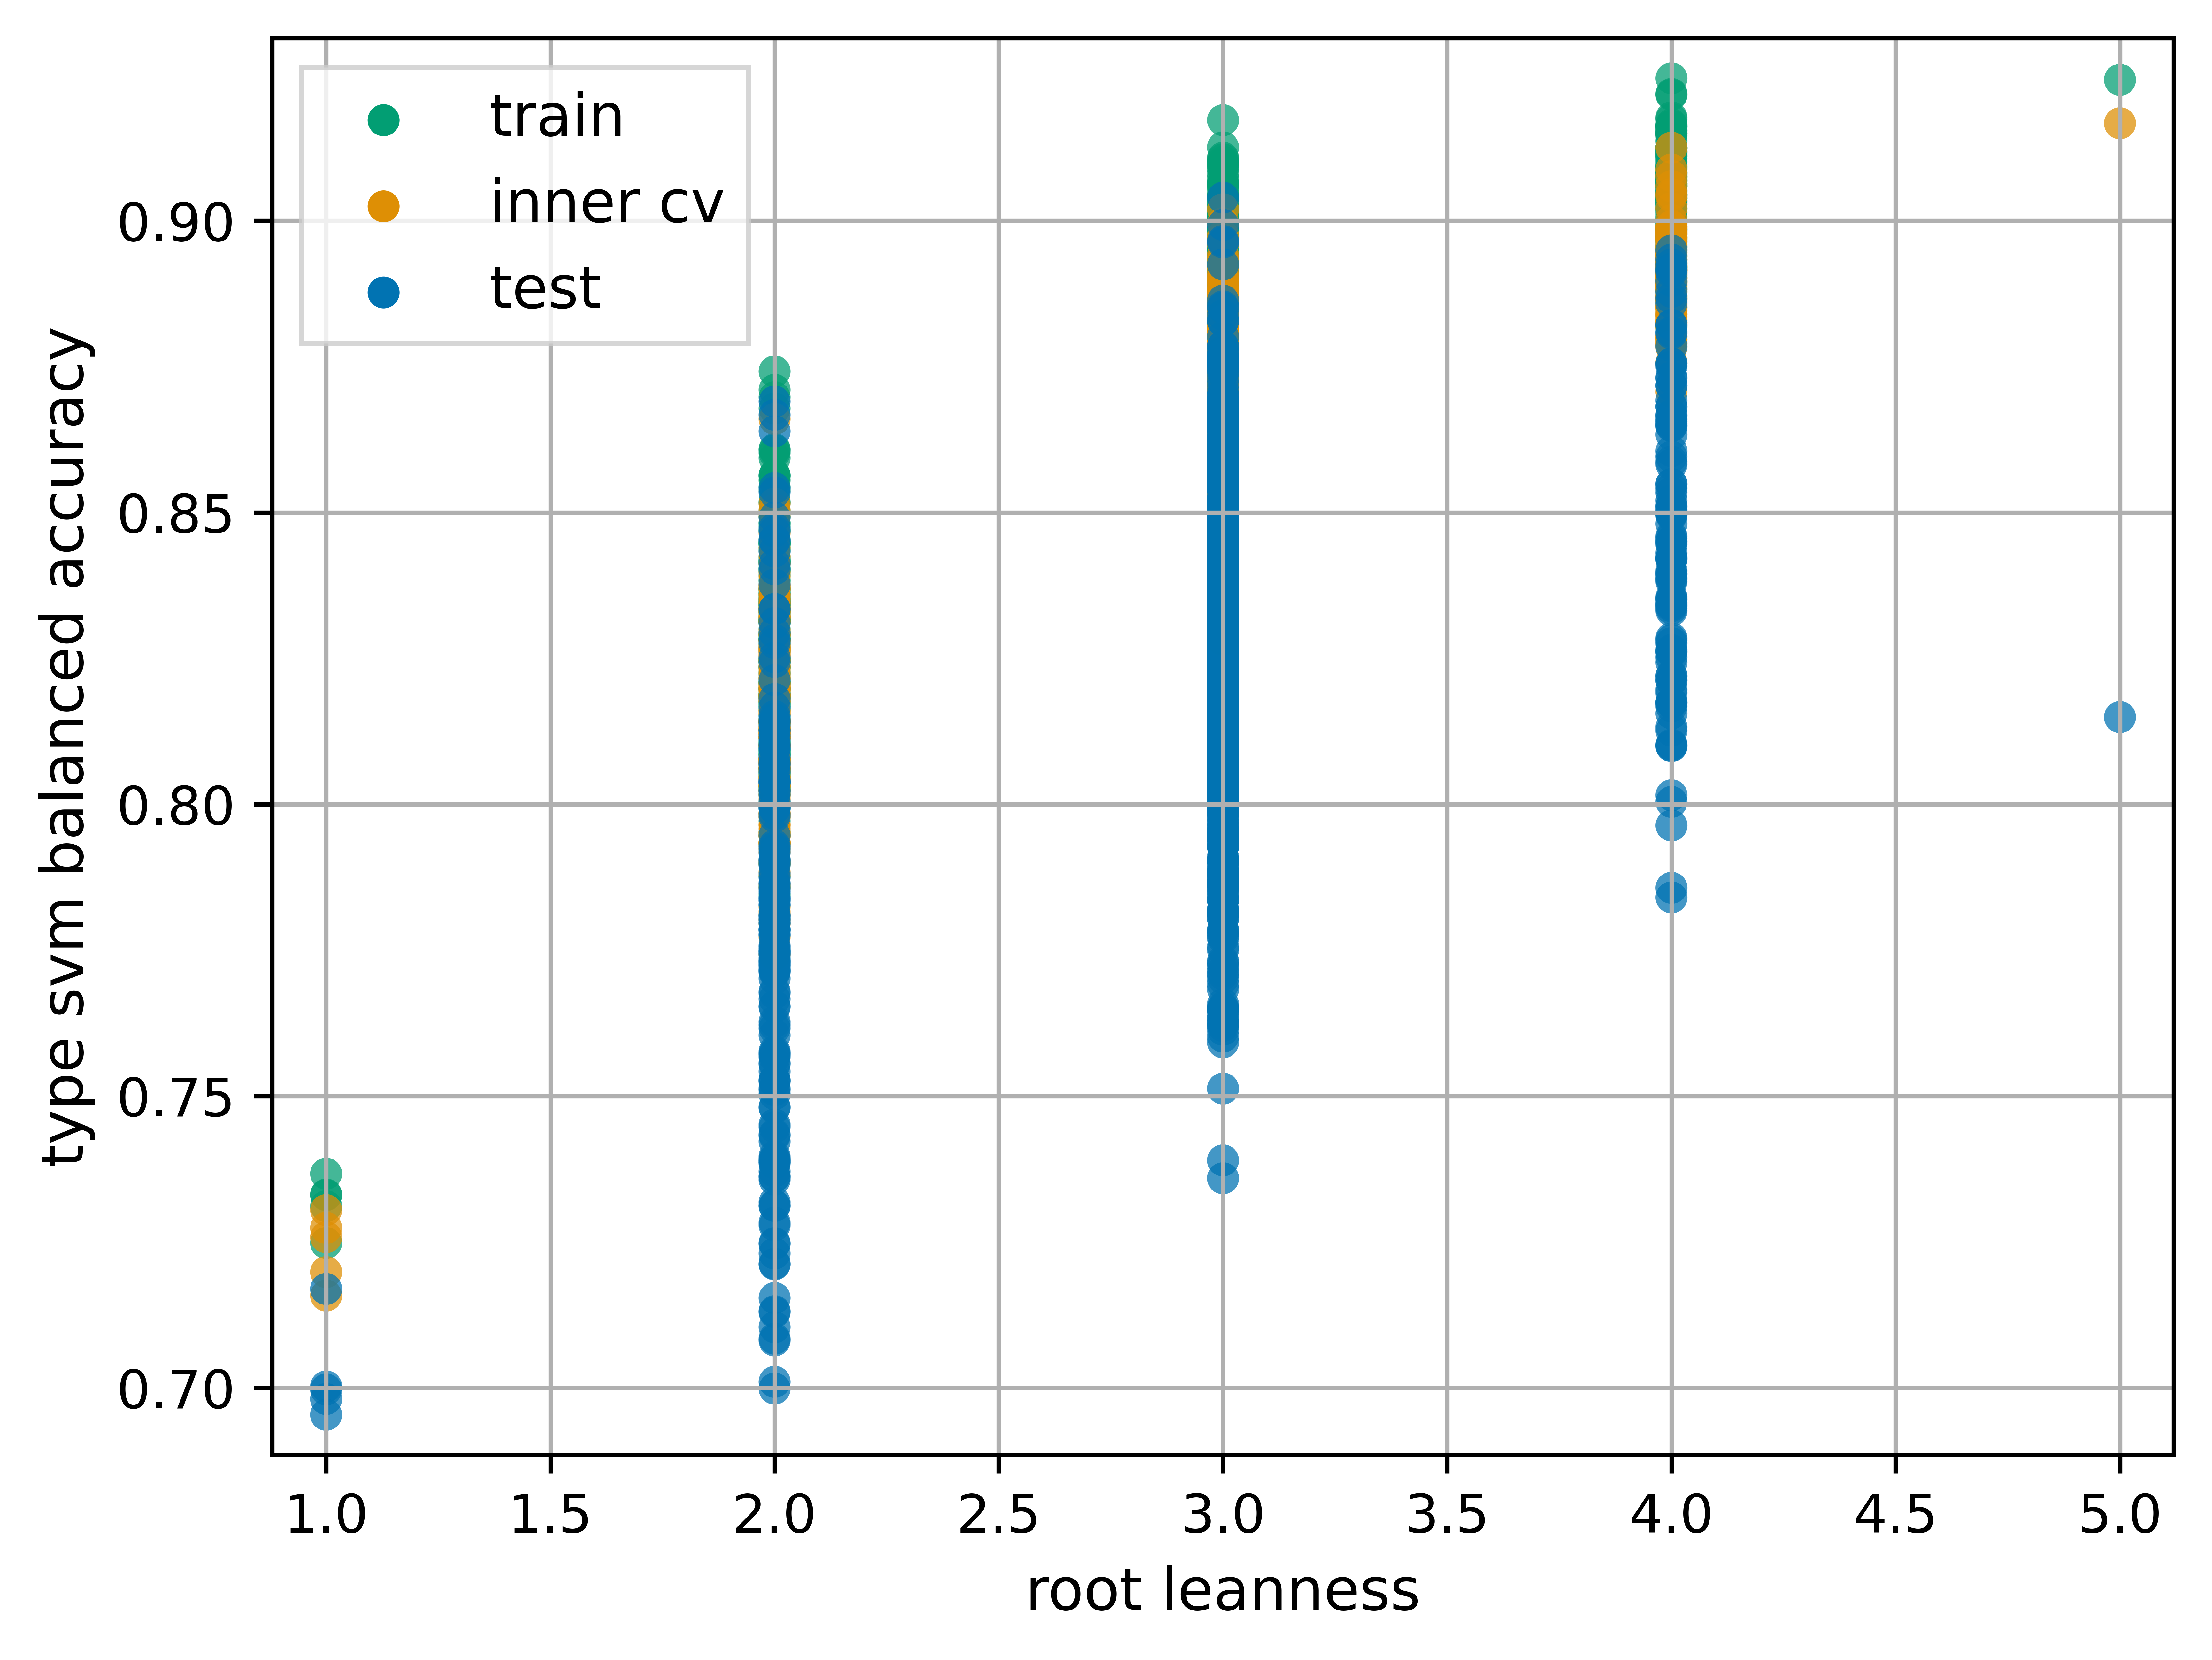 train
inner cv
test
0.90
0.85
0.80
0.75
0.70
type svm balanced accuracy
1.0 1.5 2.0 2.5 3.0 3.5 4.0 4.5 5.0
root leanness